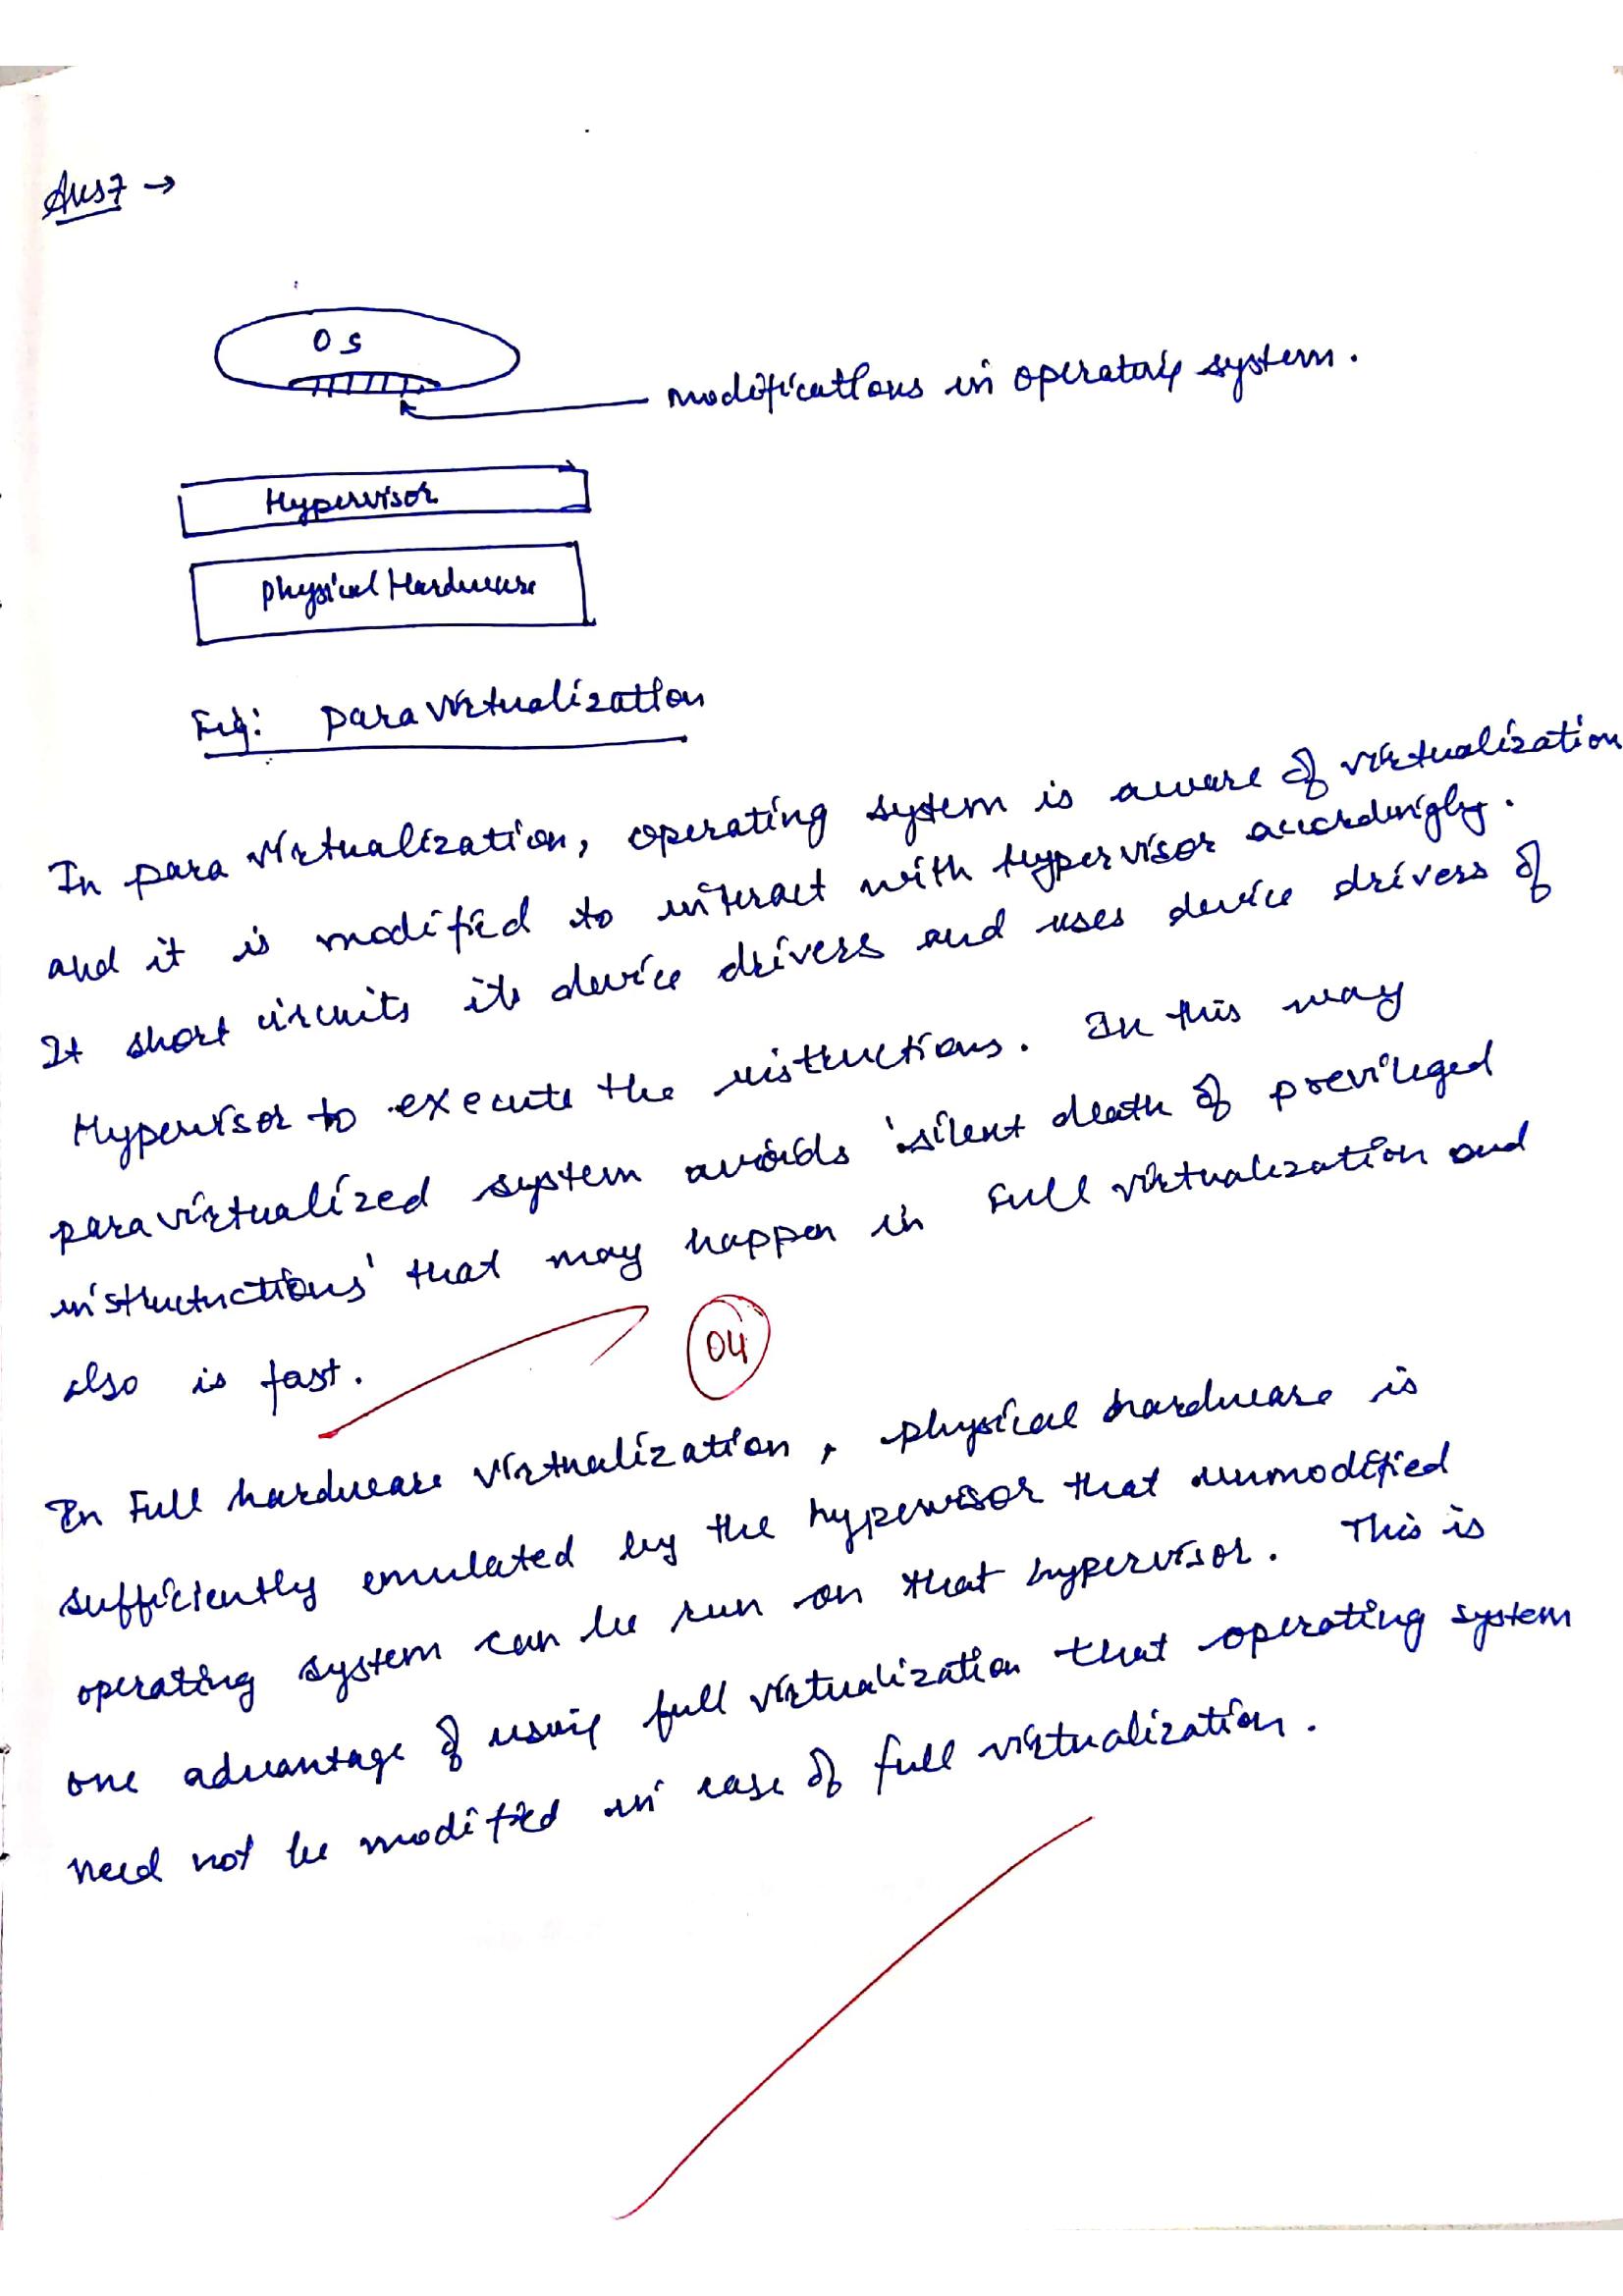 Ans7 →
OS
modifications in operating system.
Hypervisor
Physical Hardware
Fig: Para virtualization
In para virtualization, operating system is aware of virtualization
and it is modified to interact with Hypervisor accordingly.
It short circuits its device drivers and uses device drivers of
Hypervisor to execute the instructions. In this way
paravirtualized system avoids 'silent death of previleged
instructuctions' that may happen in Full virtualization and
also is fast.
04
In Full hardware virtualization, physical hardware is
sufficiently emulated by the hypervisor that unmodified
operating system can be run on that hypervisor. This is
one advantage of using full virtualization that operating system
need not be modified in case of full virtualization.